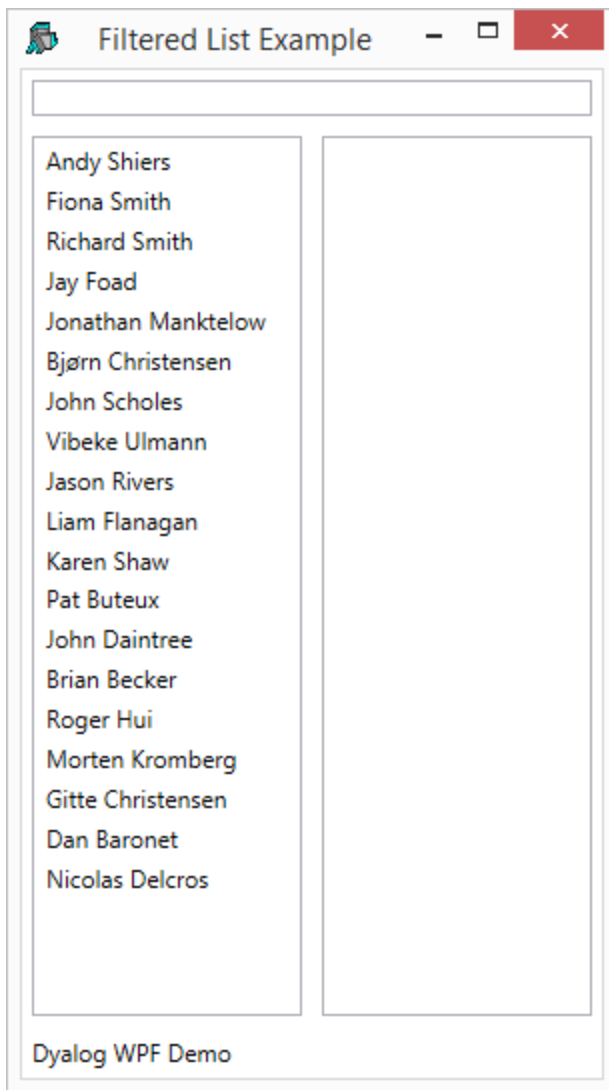 Filtered List Example
Andy Shiers
Fiona Smith
Richard Smith
Jay Foad
Jonathan Manktelow
Bjørn Christensen
John Scholes
Vibeke Ulmann
Jason Rivers
Liam Flanagan
Karen Shaw
Pat Buteux
John Daintree
Brian Becker
Roger Hui
Morten Kromberg
Gitte Christensen
Dan Baronet
Nicolas Delcros
Dyalog WPF Demo